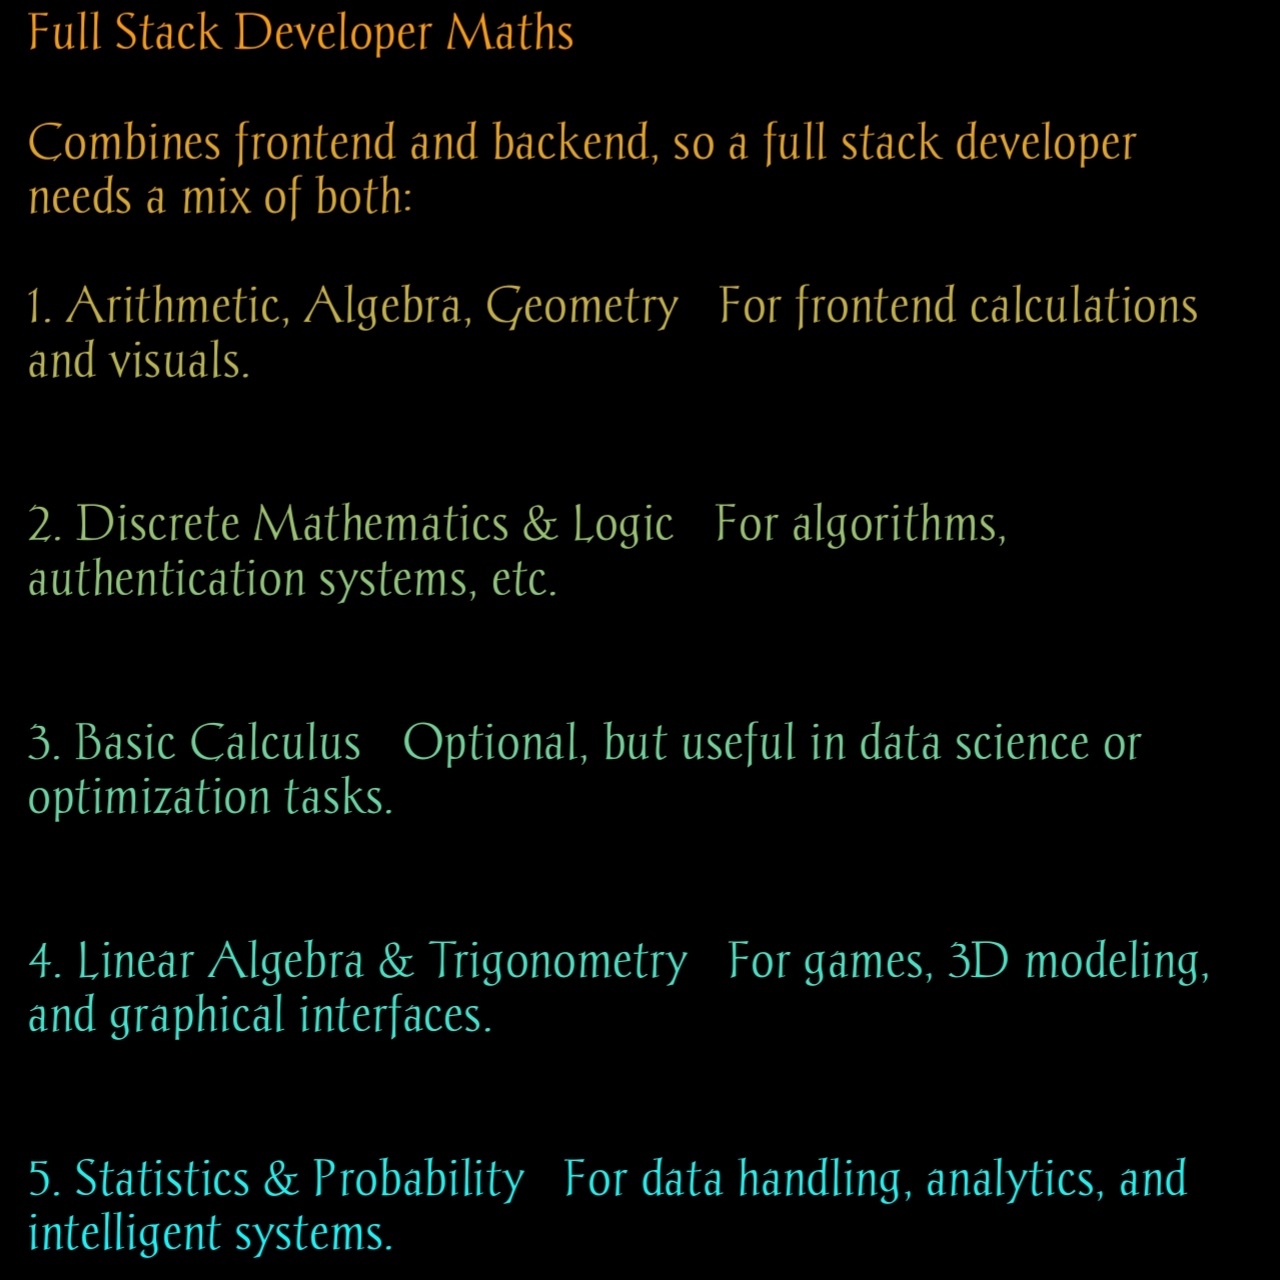 Full Stack Developer Maths
Combines frontend and backend, so a full stack developer
needs a mix of both:
1. Arithmetic, Algebra, Geometry   For frontend calculations
and visuals.
2. Discrete Mathematics & Logic   For algorithms,
authentication systems, etc.
3. Basic Calculus   Optional, but useful in data science or
optimization tasks.
4. Linear Algebra & Trigonometry   For games, 3D modeling,
and graphical interfaces.
5. Statistics & Probability   For data handling, analytics, and
intelligent systems.